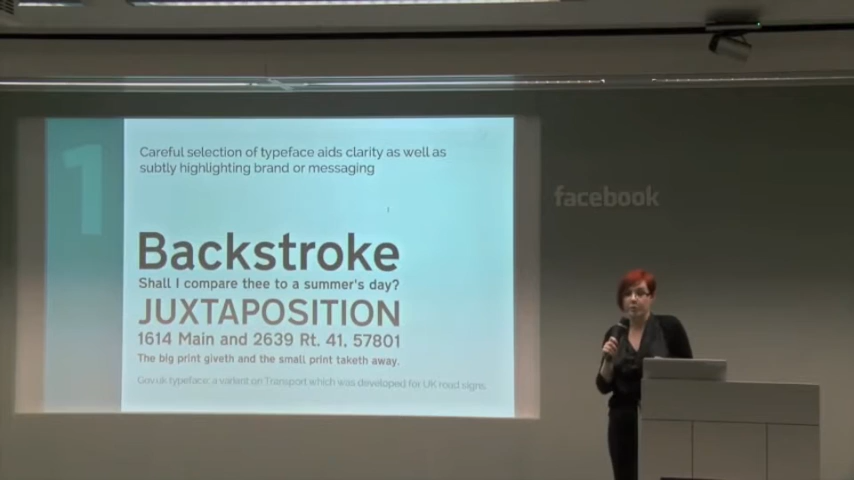 1
Careful selection of typeface aids clarity as well as
subtly highlighting brand or messaging
Backstroke
Shall I compare thee to a summer's day?
JUXTAPOSITION
1614 Main and 2639 Rt. 41, 57801
The big print giveth and the small print taketh away.
Gov.uk typeface: a variant on Transport which was developed for UK road signs.
facebook